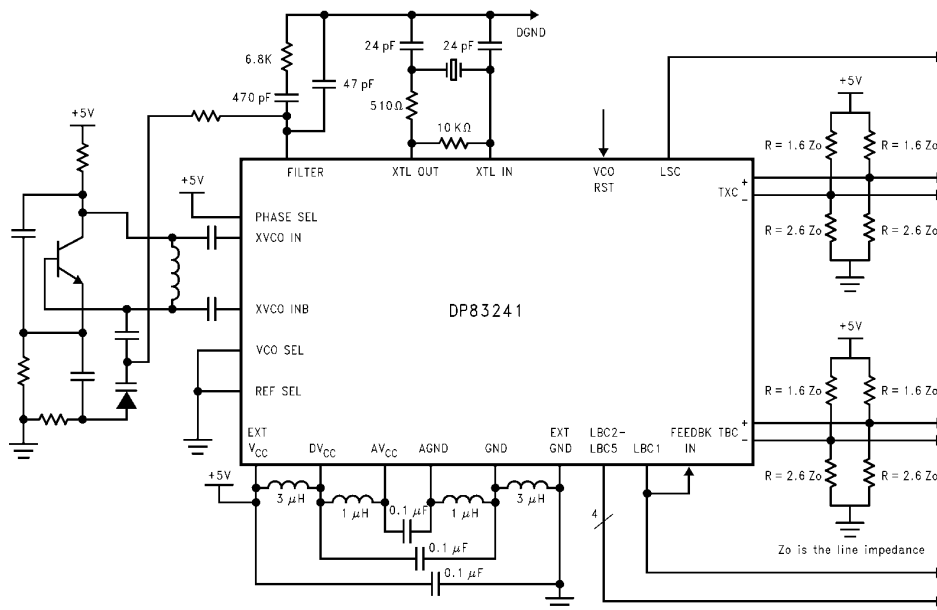 DGND
24 pF
24 pF
6.8K
47 pF
470 pF
510Ω
10 KΩ
+5V
+5V
+5V
R = 1.6 Zo
R = 1.6 Zo
FILTER
XTL OUT
XTL IN
VCO
RST
LSC
+
TXC
-
PHASE SEL
XVCO IN
R = 2.6 Zo
R = 2.6 Zo
XVCO INB
DP83241
+5V
VCO SEL
REF SEL
R = 1.6 Zo
R = 1.6 Zo
EXT
VCC
DVCC
AVCC
AGND
GND
EXT
GND
LBC2-
LBC5
LBC1
FEEDBK
IN
TBC
+
-
+5V
3 μH
1 μH
0.1 μF
1 μH
3 μH
R = 2.6 Zo
R = 2.6 Zo
4
0.1 μF
0.1 μF
Zo is the line impedance